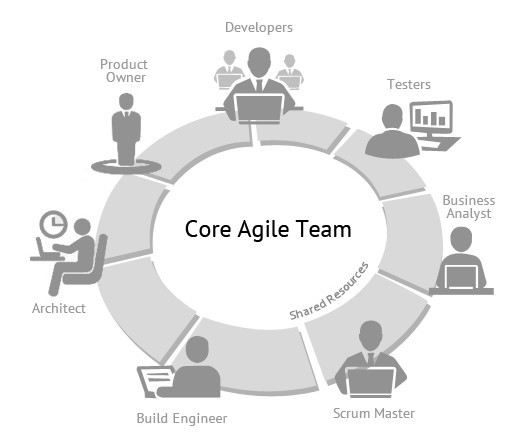 Developers
Product
Owner
Testers
Business
Analyst
Core Agile Team
Shared Resources
Architect
Build Engineer
Scrum Master